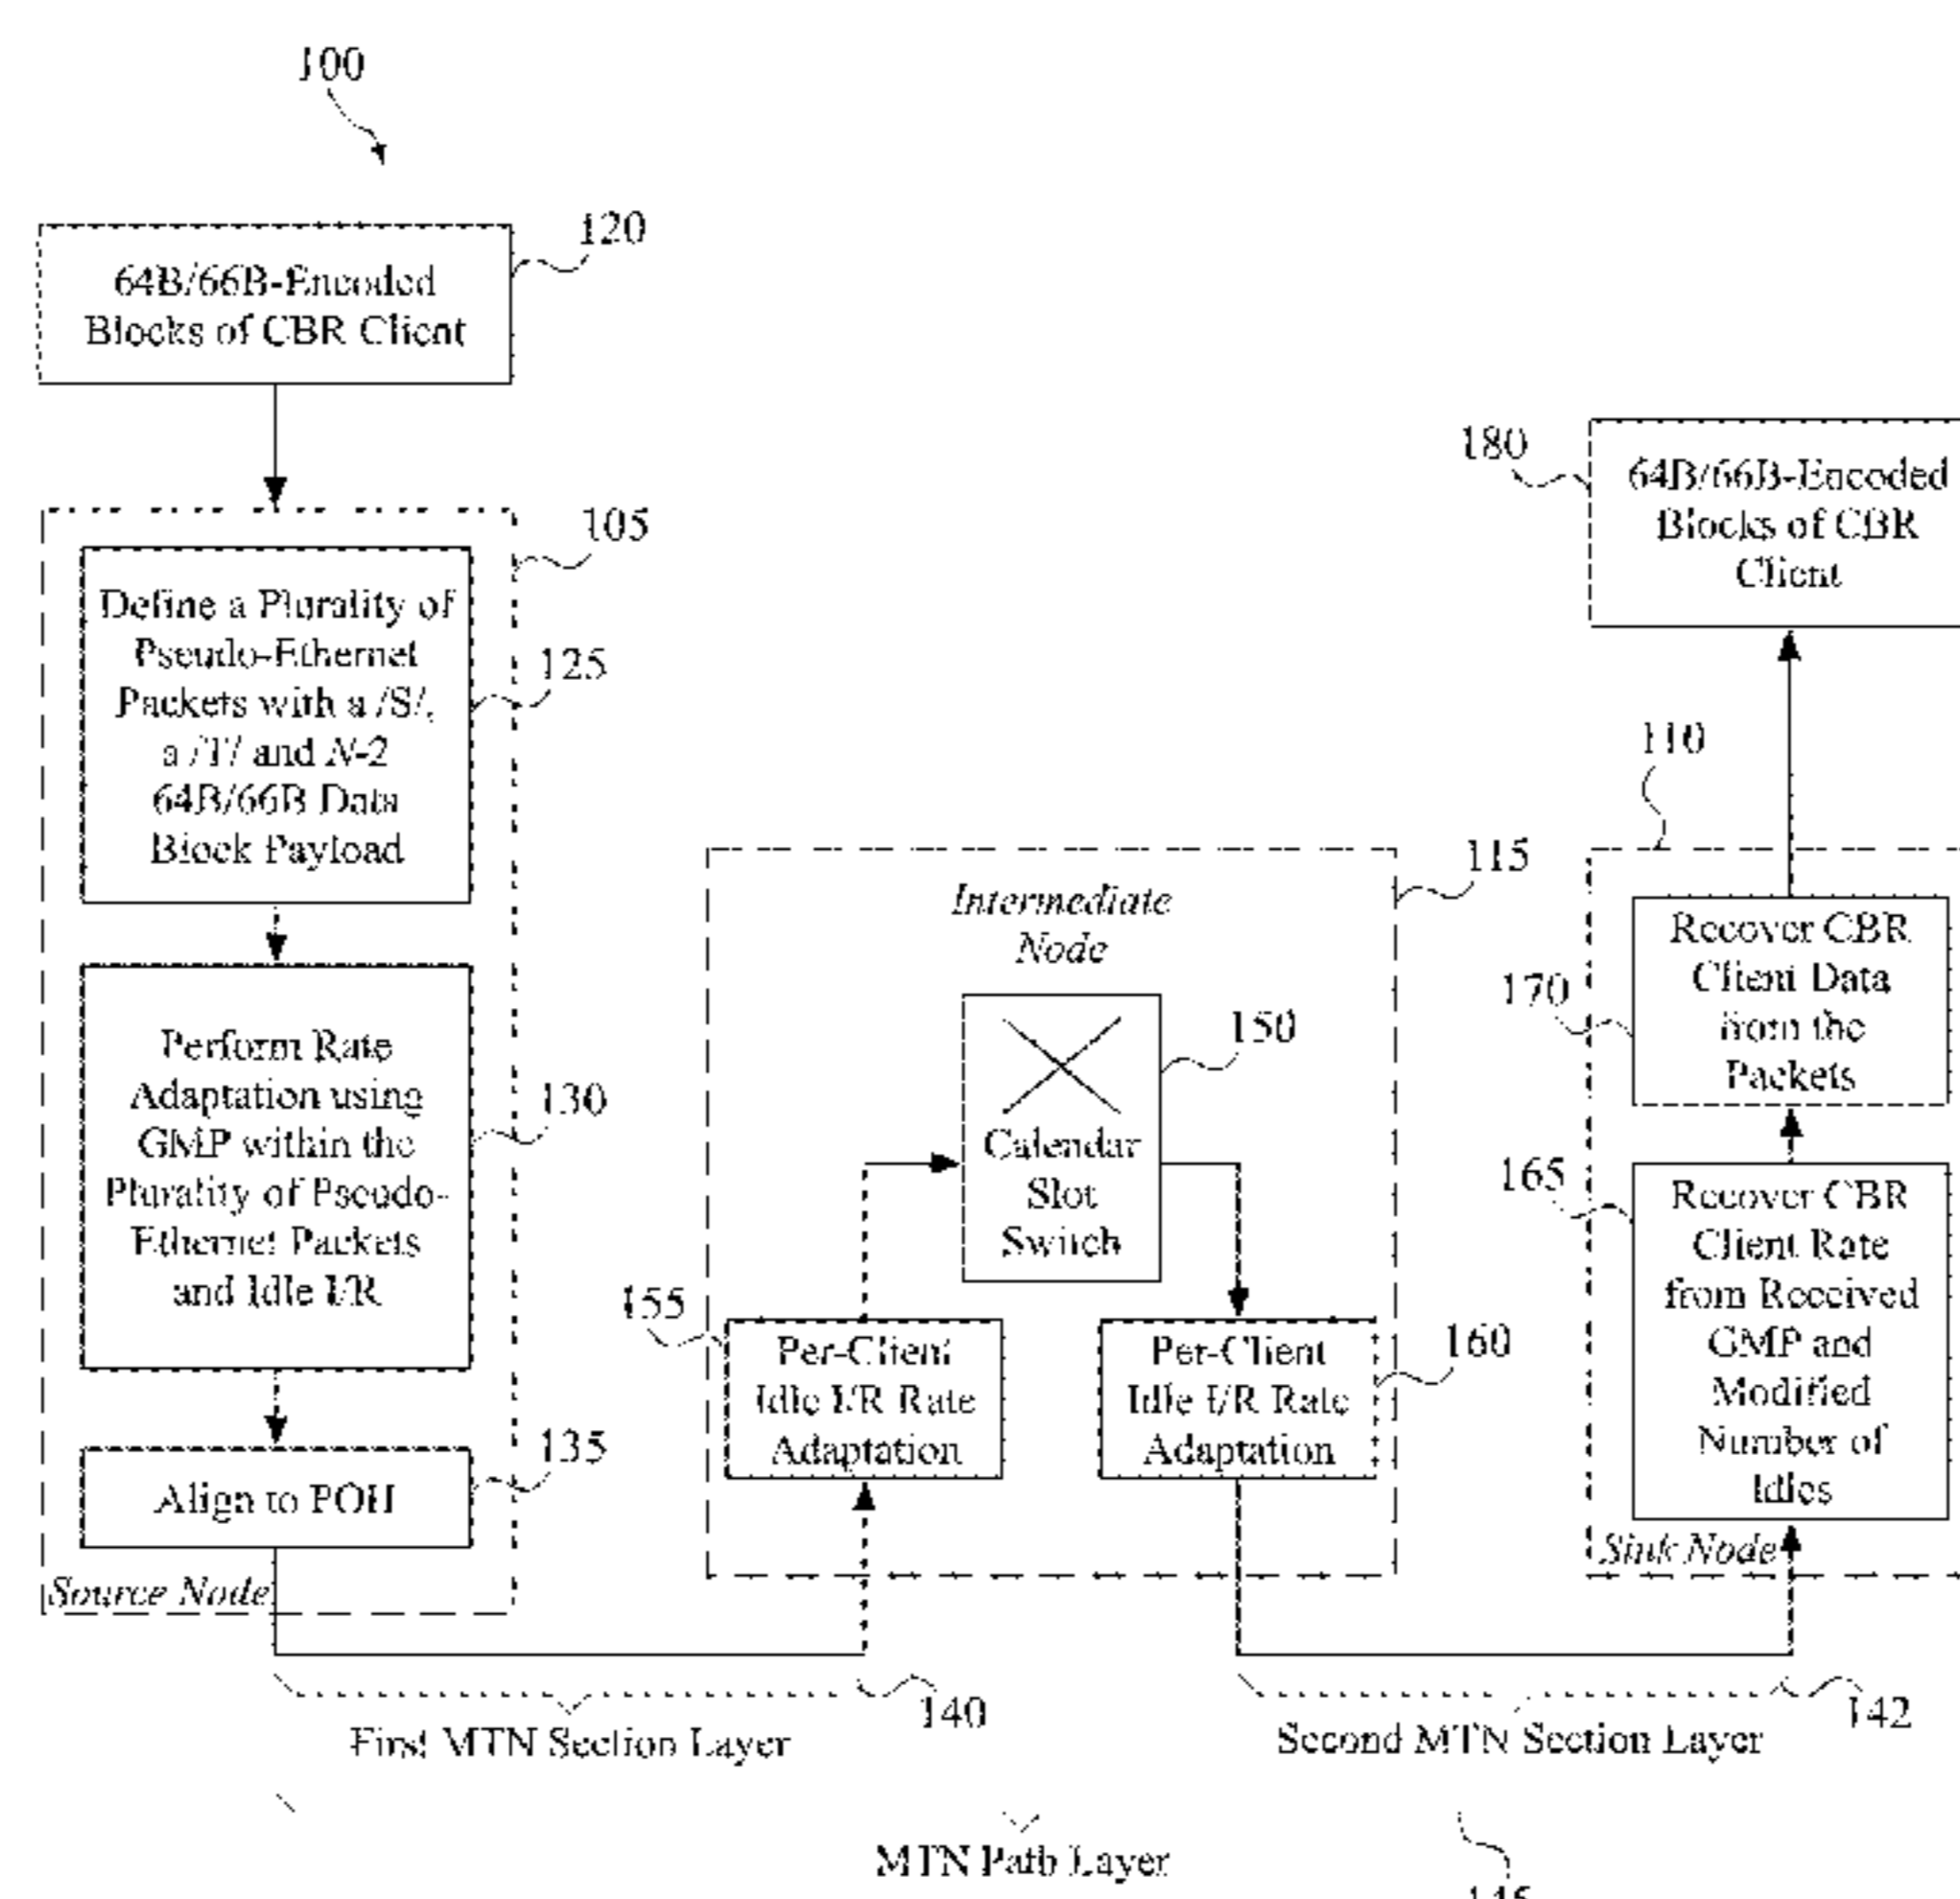 100
120
64B/66B-Encoded
Blocks of CBR Client
105
Define a Plurality of
Pseudo-Ethernet
Packets with a /S/,
a /T/ and N-2
64B/66B Data
Block Payload
125
Perform Rate
Adaptation using
GMP within the
Plurality of Pseudo-
Ethernet Packets
and Idle I/R
130
Align to POH
135
Source Node
115
Intermediate
Node
150
Calendar
Slot
Switch
155
Per-Client
Idle I/R Rate
Adaptation
Per-Client
Idle I/R Rate
Adaptation
160
180
64B/66B-Encoded
Blocks of CBR
Client
110
170
Recover CBR
Client Data
from the
Packets
165
Recover CBR
Client Rate
from Received
GMP and
Modified
Number of
Idles
Sink Node
140
First MTN Section Layer
142
Second MTN Section Layer
MTN Path Layer